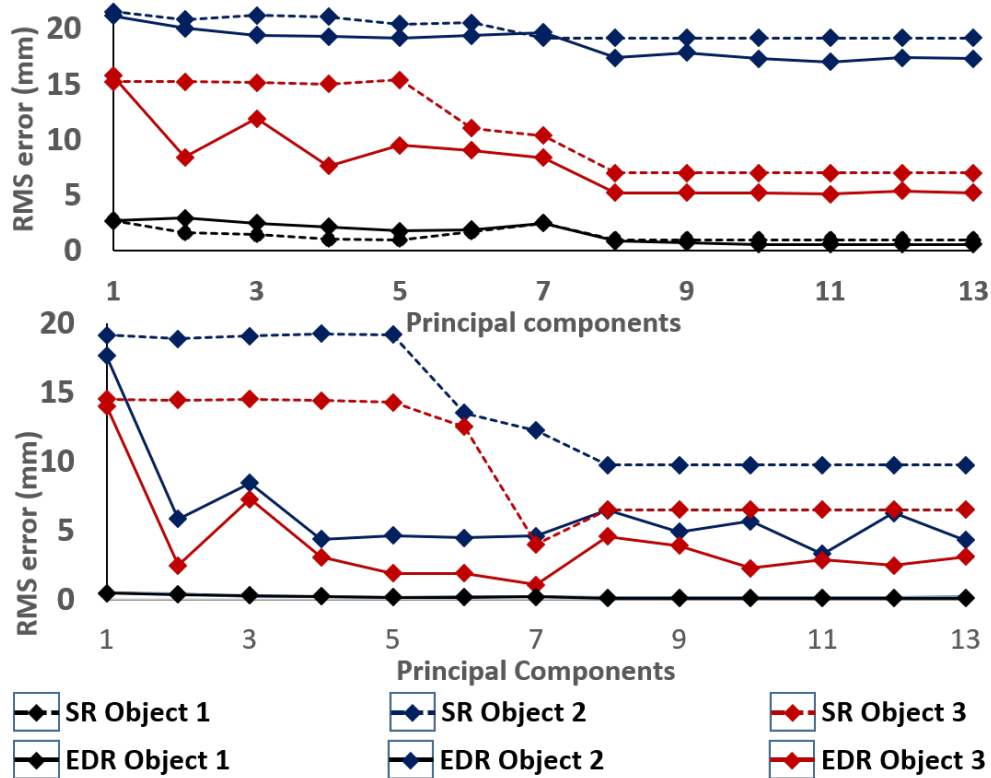 20
15
10
5
0
RMS error (mm)
1 3 5 7 9 11 13
Principal components
20
15
10
5
0
RMS error (mm)
1 3 5 7 9 11 13
Principal Components
SR Object 1 SR Object 2 SR Object 3
EDR Object 1 EDR Object 2 EDR Object 3